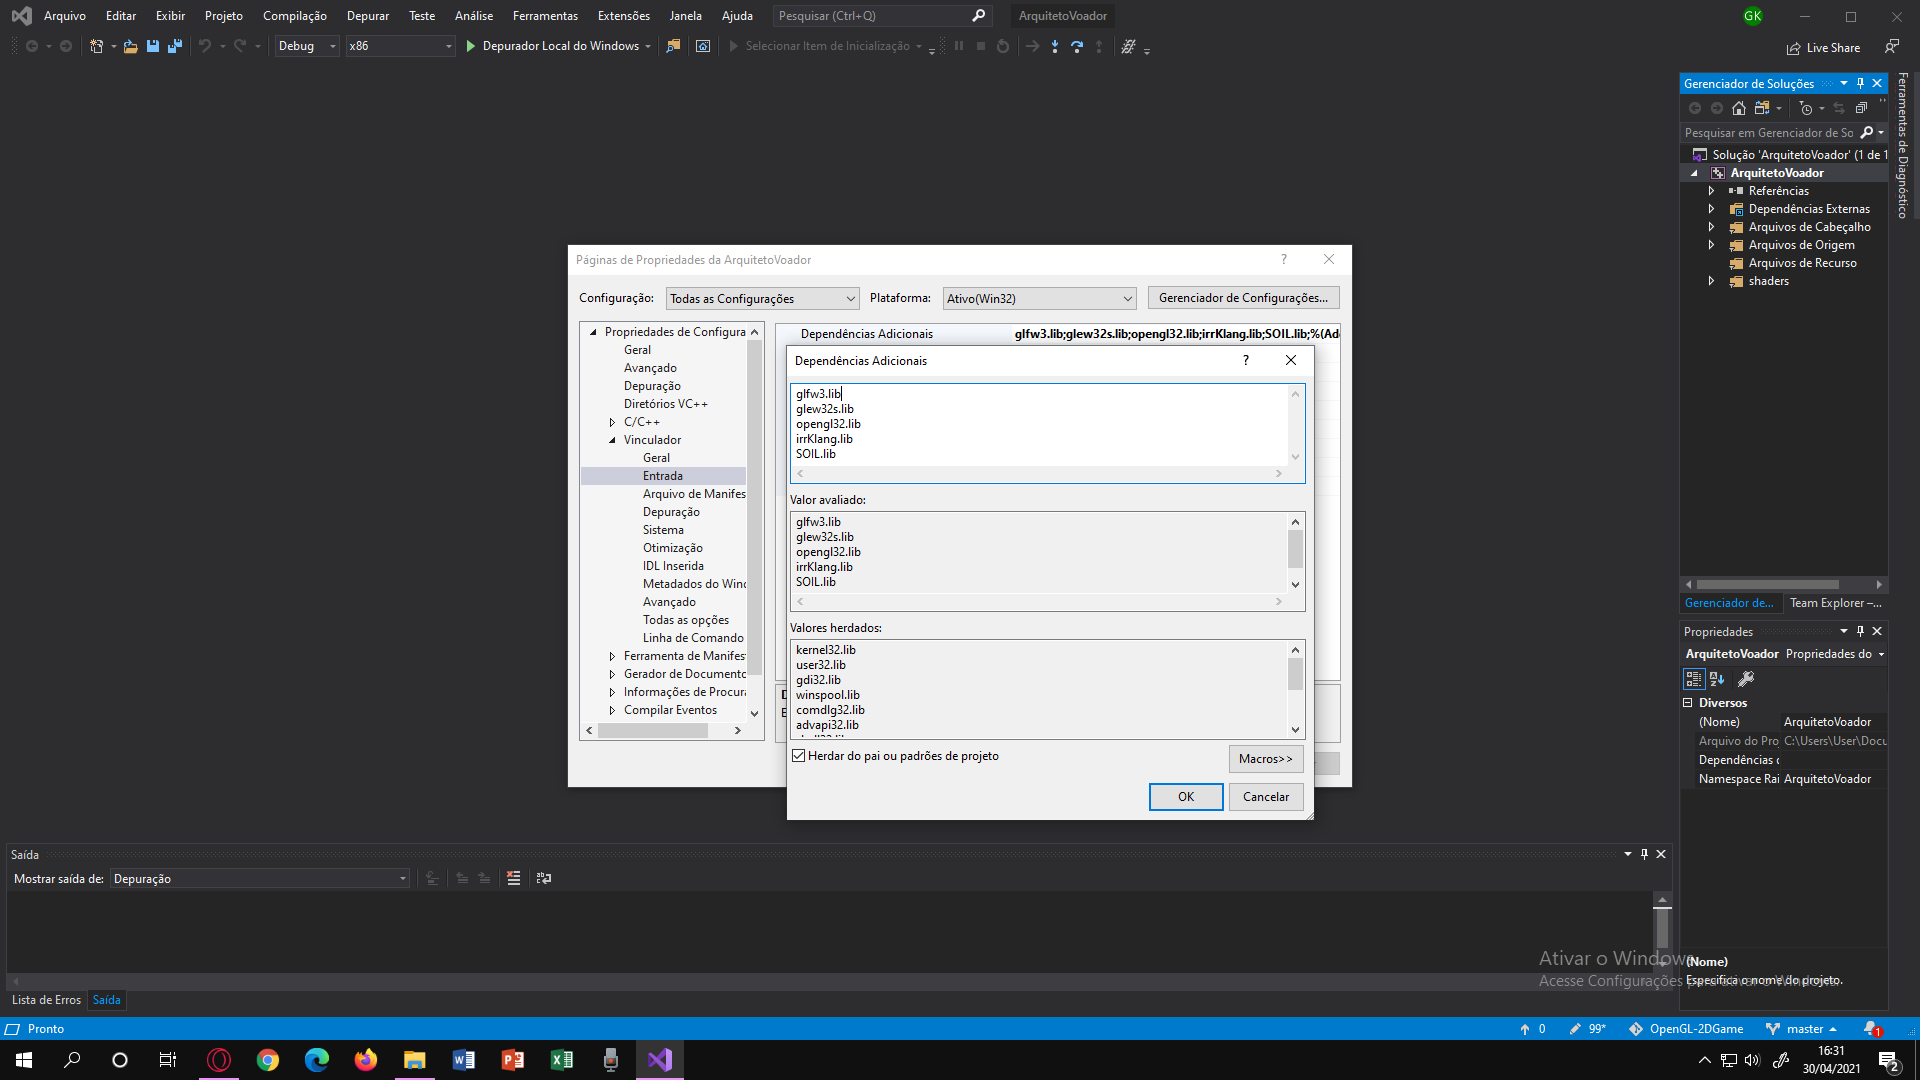 Arquivo Editar Exibir Projeto Compilação Depurar Teste Análise Ferramentas Extensões Janela Ajuda Pesquisar (Ctrl+Q) ArquitetoVoador GK
Debug x86 Depurador Local do Windows Selecionar Item de Inicialização Live Share
Gerenciador de Soluções
Pesquisar em Gerenciador de So
Solução 'ArquitetoVoador' (1 de 1
ArquitetoVoador
Referências
Dependências Externas
Arquivos de Cabeçalho
Arquivos de Origem
Arquivos de Recurso
shaders
Ferramentas de Diagnóstico
Páginas de Propriedades da ArquitetoVoador ?
Configuração: Todas as Configurações Plataforma: Ativo(Win32) Gerenciador de Configurações...
Propriedades de Configura
Geral
Avançado
Depuração
Diretórios VC++
C/C++
Vinculador
Geral
Entrada
Arquivo de Manifes
Depuração
Sistema
Otimização
IDL Inserida
Metadados do Wind
Avançado
Todas as opções
Linha de Comando
Ferramenta de Manifes
Gerador de Documento
Informações de Procura
Compilar Eventos
Dependências Adicionais glfw3.lib;glew32s.lib;opengl32.lib;irrKlang.lib;SOIL.lib;%(Ad
Dependências Adicionais ?
glfw3.lib
glew32s.lib
opengl32.lib
irrKlang.lib
SOIL.lib
Valor avaliado:
glfw3.lib
glew32s.lib
opengl32.lib
irrKlang.lib
SOIL.lib
Valores herdados:
kernel32.lib
user32.lib
gdi32.lib
winspool.lib
comdlg32.lib
advapi32.lib
Herdar do pai ou padrões de projeto Macros>>
OK Cancelar
Gerenciador de... Team Explorer –...
Propriedades
ArquitetoVoador Propriedades do
Diversos
(Nome) ArquitetoVoador
Arquivo do Pro C:\Users\User\Docu
Dependências d
Namespace Rai ArquitetoVoador
(Nome)
Especifica o nome do projeto.
Saída
Mostrar saída de: Depuração
Ativar o Windows
Acesse Configurações para ativar o Windows.
Lista de Erros Saída
Pronto 0 99* OpenGL-2DGame master 1
16:31
30/04/2021
2